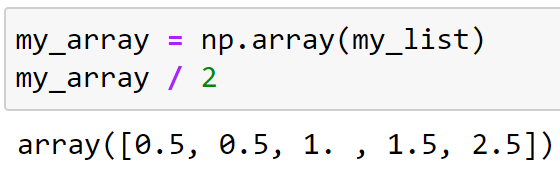 my_array = np.array(my_list)
my_array / 2
array([0.5, 0.5, 1. , 1.5, 2.5])